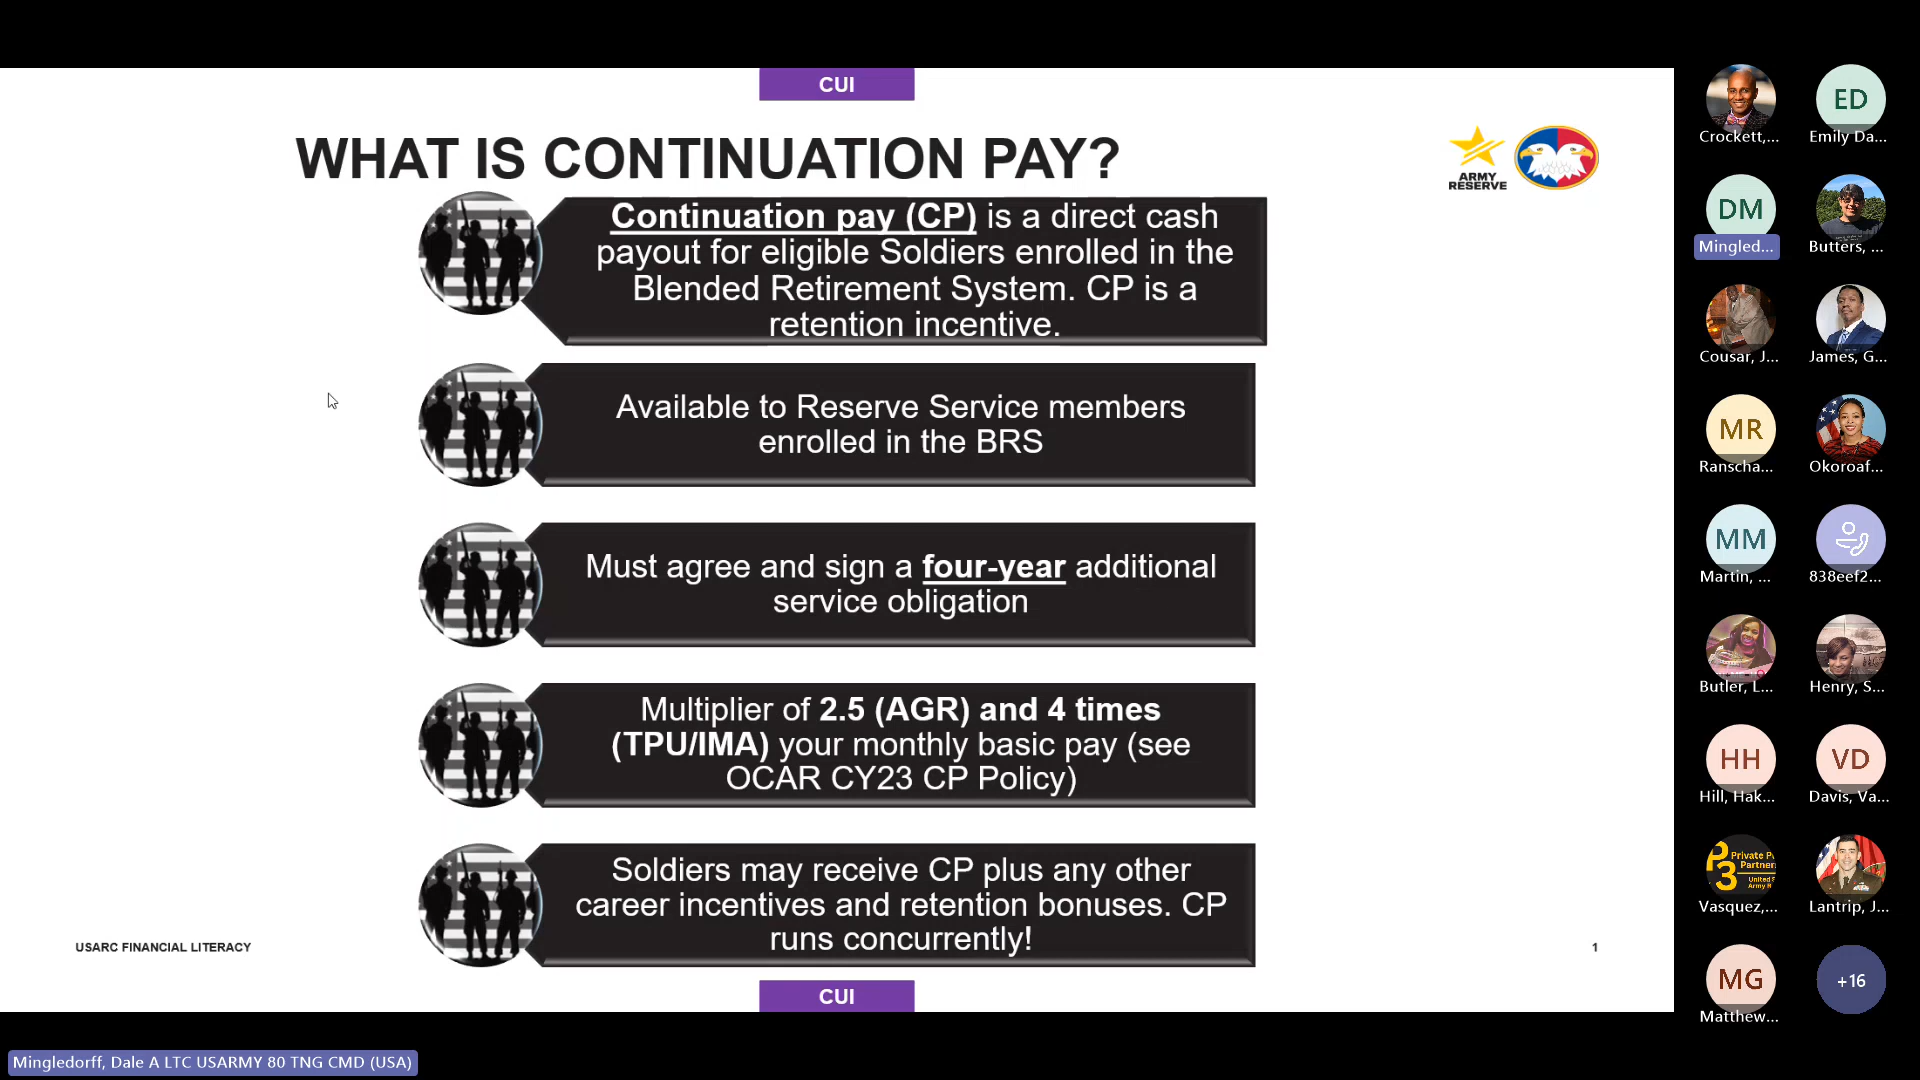 CUI
WHAT IS CONTINUATION PAY?
ARMY
RESERVE
Continuation pay (CP) is a direct cash
payout for eligible Soldiers enrolled in the
Blended Retirement System. CP is a
retention incentive.
Available to Reserve Service members
enrolled in the BRS
Must agree and sign a four-year additional
service obligation
Multiplier of 2.5 (AGR) and 4 times
(TPU/IMA) your monthly basic pay (see
OCAR CY23 CP Policy)
Soldiers may receive CP plus any other
career incentives and retention bonuses. CP
runs concurrently!
USARC FINANCIAL LITERACY
1
CUI
Crockett,...
ED
Emily Da...
DM
Mingled...
Butters, ...
Cousar, J...
James, G...
MR
Ranscha...
Okoroaf...
MM
Martin, ...
838eef2...
Butler, L...
Henry, S...
HH
Hill, Hak...
VD
Davis, Va...
P3
Private P
Partner
United S
Army R
Vasquez,...
Lantrip, J...
MG
Matthew...
+16
Mingledorff, Dale A LTC USARMY 80 TNG CMD (USA)